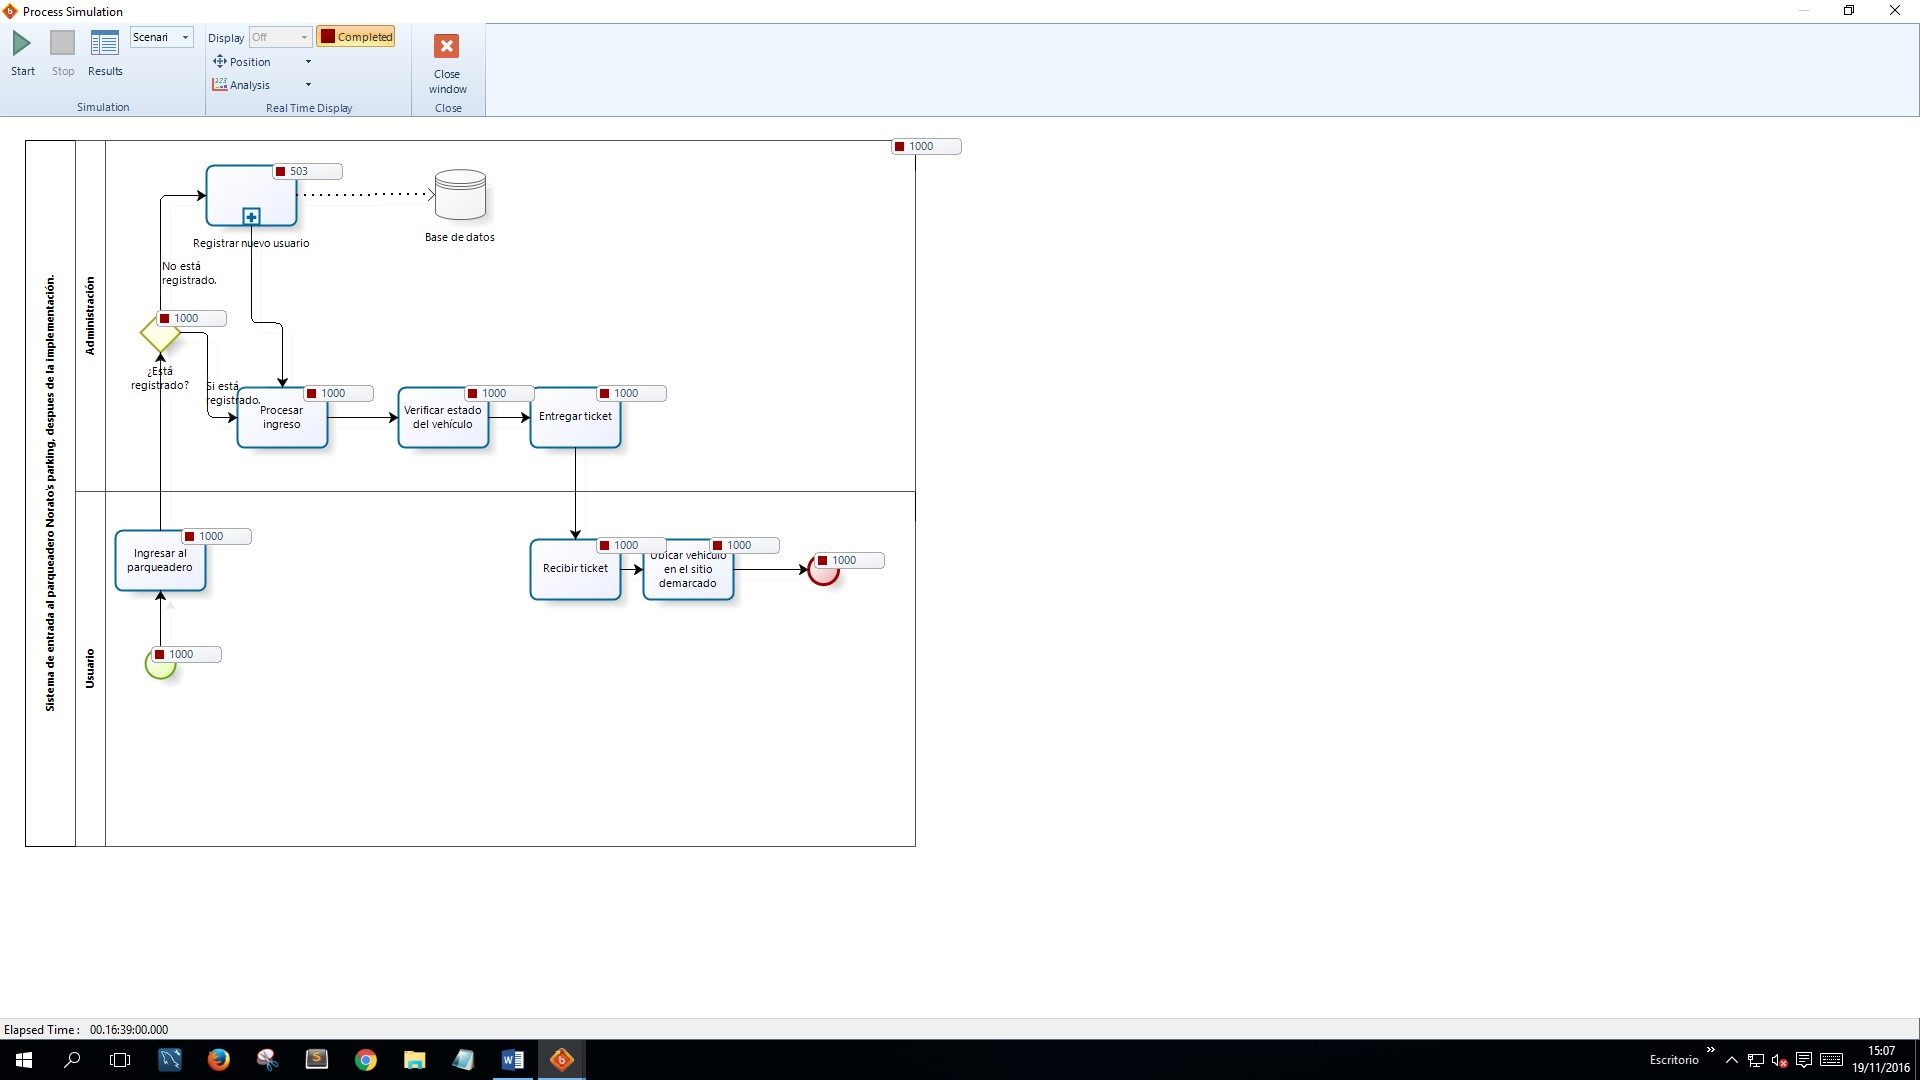 Process Simulation
Start
Stop
Results
Scenari
Simulation
Display
Off
Completed
Position
Analysis
Real Time Display
Close
window
Close
1000
Sistema de entrada al parqueadero Norato's parking, despues de la implementación.
Administración
503
Registrar nuevo usuario
Base de datos
No está
registrado.
1000
¿Está
registrado?
Si está
registrado.
1000
Procesar
ingreso
1000
Verificar estado
del vehículo
1000
Entregar ticket
Usuario
1000
Ingresar al
parqueadero
1000
Recibir ticket
1000
Ubicar vehículo
en el sitio
demarcado
1000
1000
Elapsed Time :   00.16:39:00.000
Escritorio
15:07
19/11/2016